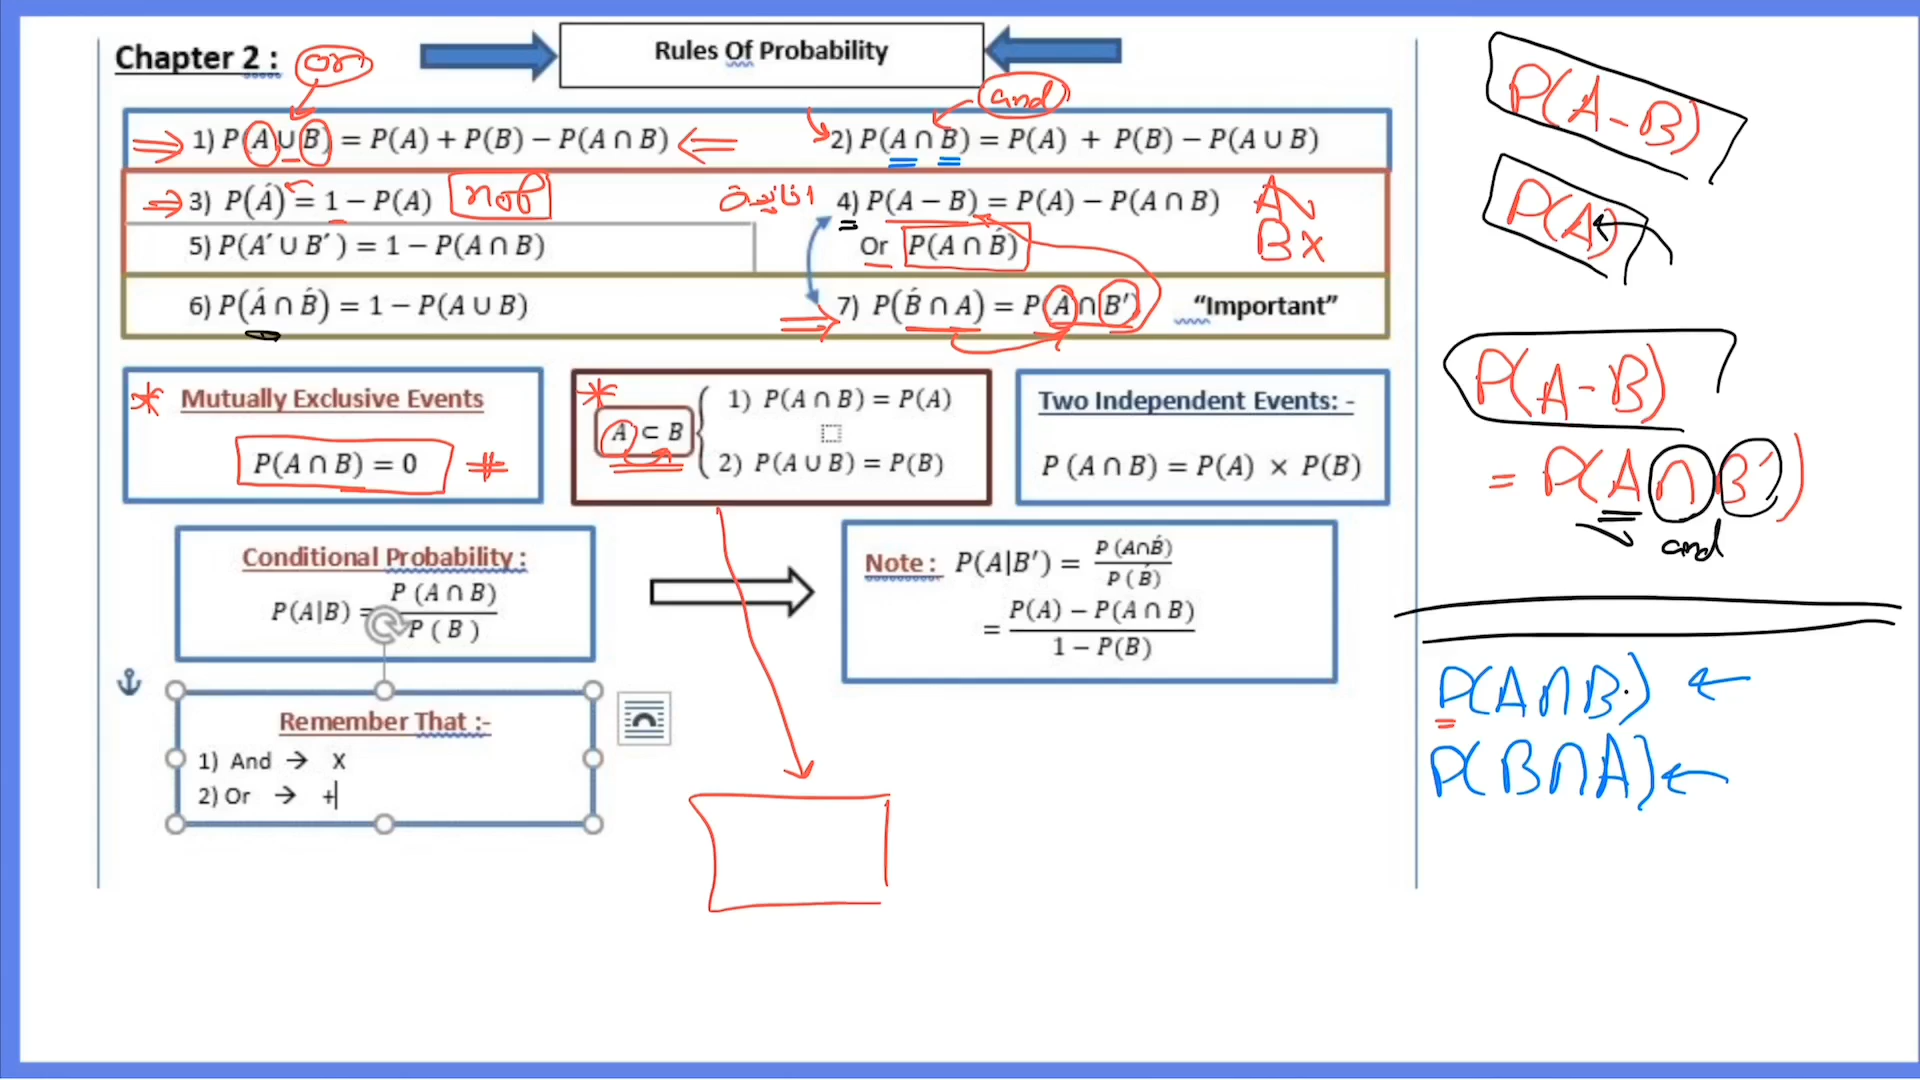 Chapter 2 :
or
Rules Of Probability
and
1) P(A ∪ B) = P(A) + P(B) − P(A ∩ B)
2) P(A ∩ B) = P(A) + P(B) − P(A ∪ B)
3) P(Á) = 1 − P(A)
not
4) P(A − B) = P(A) − P(A ∩ B)
A
B x
5) P(A′ ∪ B′) = 1 − P(A ∩ B)
Or P(A ∩ B́)
6) P(Á ∩ B́) = 1 − P(A ∪ B)
7) P(B́ ∩ A) = P(A ∩ B′)
“Important”
Mutually Exclusive Events
P(A ∩ B) = 0
A ⊂ B
1) P(A ∩ B) = P(A)
2) P(A ∪ B) = P(B)
Two Independent Events: -
P (A ∩ B) = P(A) × P(B)
Conditional Probability :
P(A|B) = P (A ∩ B) / P ( B )
Note : P(A|B′) = P (A∩B́) / P ( B́)
= P(A) − P(A ∩ B) / 1 − P(B)
Remember That :-
1) And → X
2) Or → +
P(A-B)
P(A)
P(A-B)
= P(A ∩ B′)
and
P(A∩B)
=
P(B∩A)